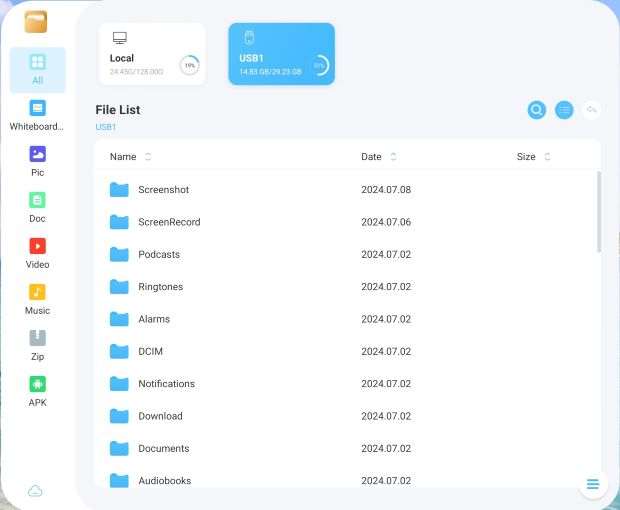 All
Whiteboard...
Pic
Doc
Video
Music
Zip
APK
Local
24.45G/128.00G
19%
USB1
14.83 GB/29.23 GB
51%
File List
USB1
Name Date Size
Screenshot 2024.07.08
ScreenRecord 2024.07.06
Podcasts 2024.07.02
Ringtones 2024.07.02
Alarms 2024.07.02
DCIM 2024.07.02
Notifications 2024.07.02
Download 2024.07.02
Documents 2024.07.02
Audiobooks 2024.07.02